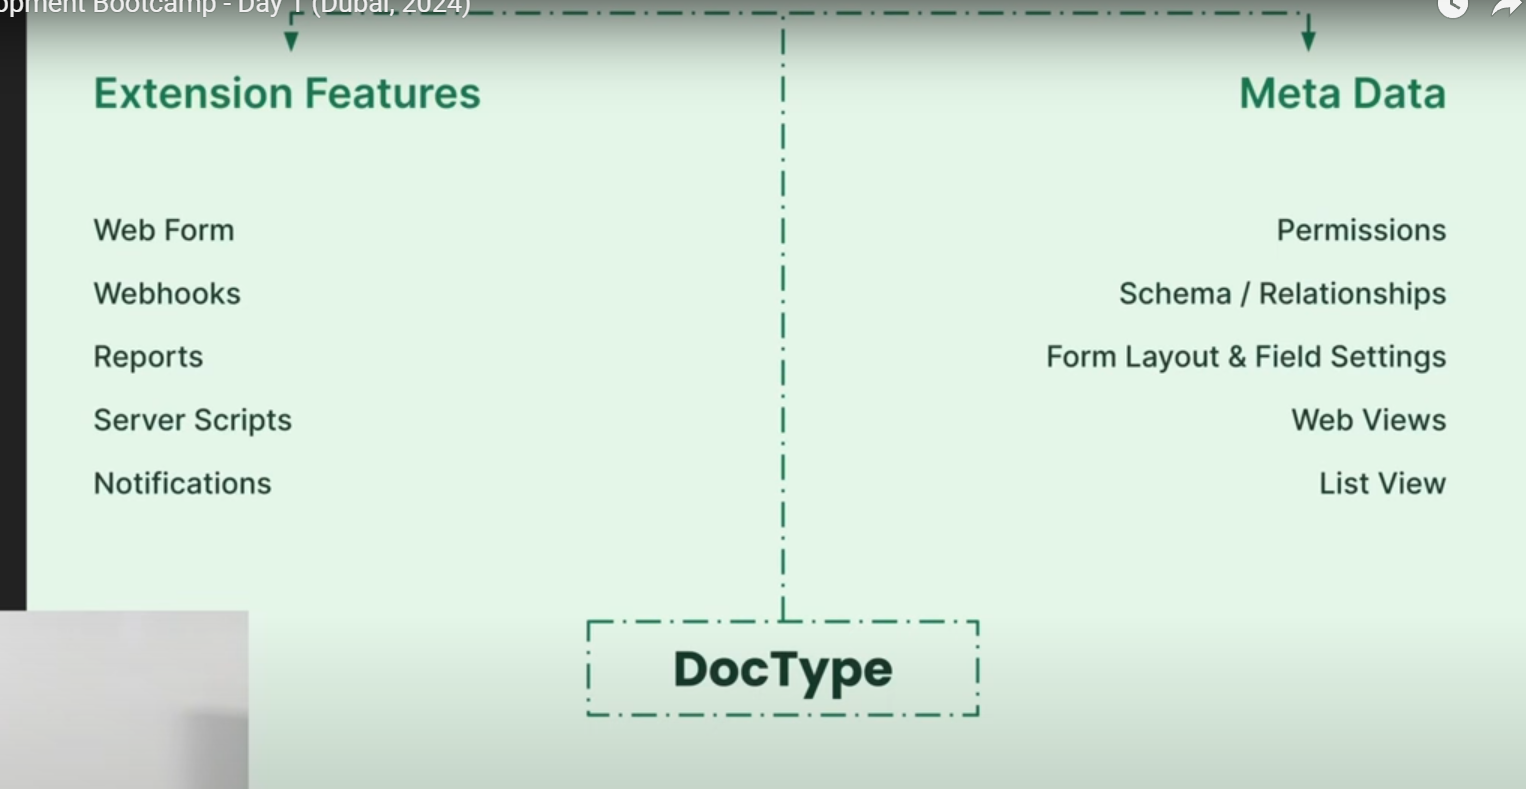 opment Bootcamp - Day 1 (Dubai, 2024)
Extension Features
Meta Data
Web Form
Webhooks
Reports
Server Scripts
Notifications
Permissions
Schema / Relationships
Form Layout & Field Settings
Web Views
List View
DocType